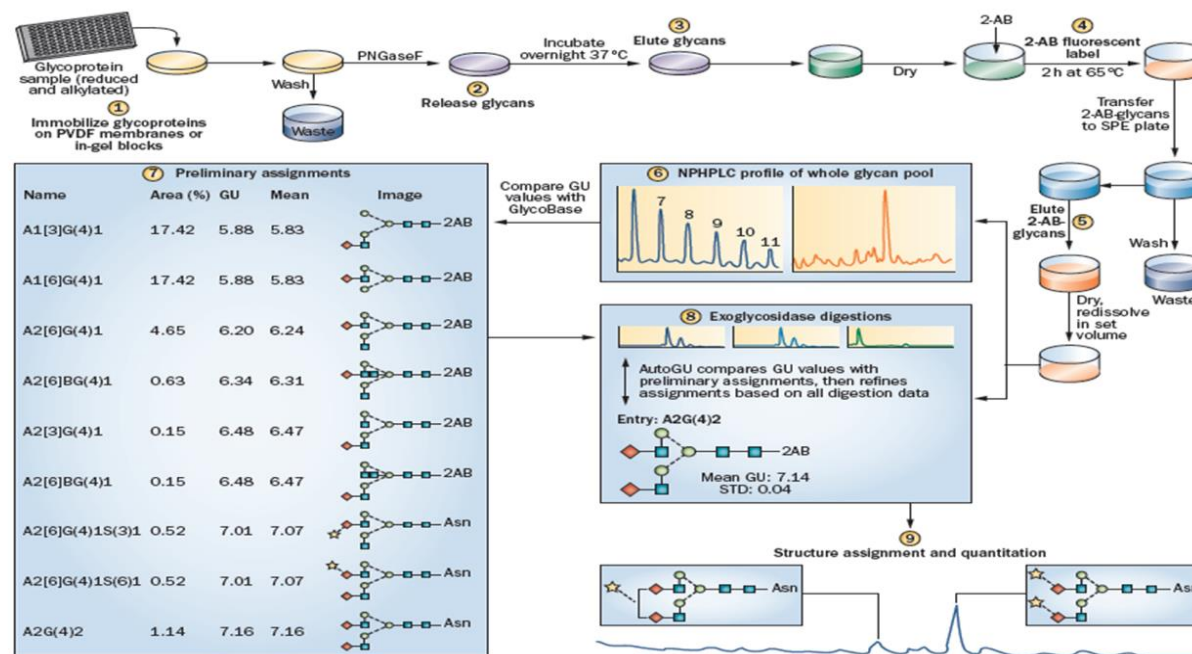 Glycoprotein
sample (reduced
and alkylated)
1
Immobilize glycoproteins
on PVDF membranes or
in-gel blocks
Wash
Waste
PNGaseF
2
Release glycans
Incubate
overnight 37 °C
3
Elute glycans
Dry
2-AB
4
2-AB fluorescent
label
2h at 65°C
Transfer
2-AB-glycans
to SPE plate
Elute
2-AB-
glycans
5
Wash
Waste
Dry,
redissolve
in set
volume
6 NPHPLC profile of whole glycan pool
7 8 9 10 11
Compare GU
values with
GlycoBase
7 Preliminary assignments
Name Area (%) GU Mean Image
A1[3]G(4)1 17.42 5.88 5.83 2AB
A1[6]G(4)1 17.42 5.88 5.83 2AB
A2[6]G(4)1 4.65 6.20 6.24 2AB
A2[6]BG(4)1 0.63 6.34 6.31 2AB
A2[3]G(4)1 0.15 6.48 6.47 2AB
A2[6]BG(4)1 0.15 6.48 6.47 2AB
A2[6]G(4)1S(3)1 0.52 7.01 7.07 Asn
A2[6]G(4)1S(6)1 0.52 7.01 7.07 Asn
A2G(4)2 1.14 7.16 7.16 Asn
8 Exoglycosidase digestions
AutoGU compares GU values with
preliminary assignments, then refines
assignments based on all digestion data
Entry: A2G(4)2
2AB
Mean GU: 7.14
STD: 0.04
9
Structure assignment and quantitation
Asn